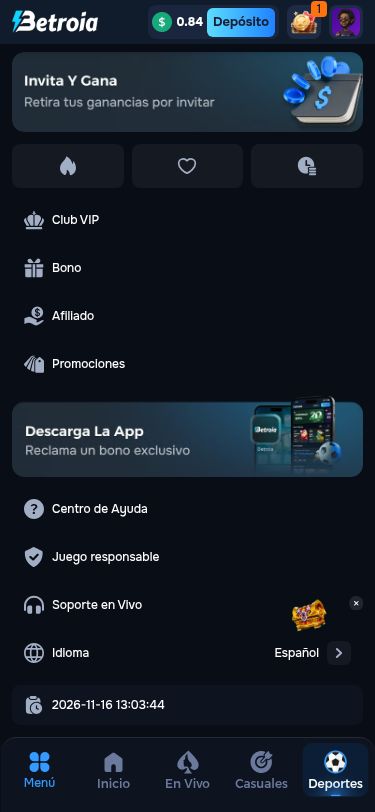 Betroia
$ 0.84 Depósito
1
Invita Y Gana
Retira tus ganancias por invitar
Club VIP
Bono
Afiliado
Promociones
Descarga La App
Reclama un bono exclusivo
Betroia
Betroia
Centro de Ayuda
Juego responsable
Soporte en Vivo
Idioma
Español
2026-11-16 13:03:44
Menú
Inicio
En Vivo
Casuales
Deportes